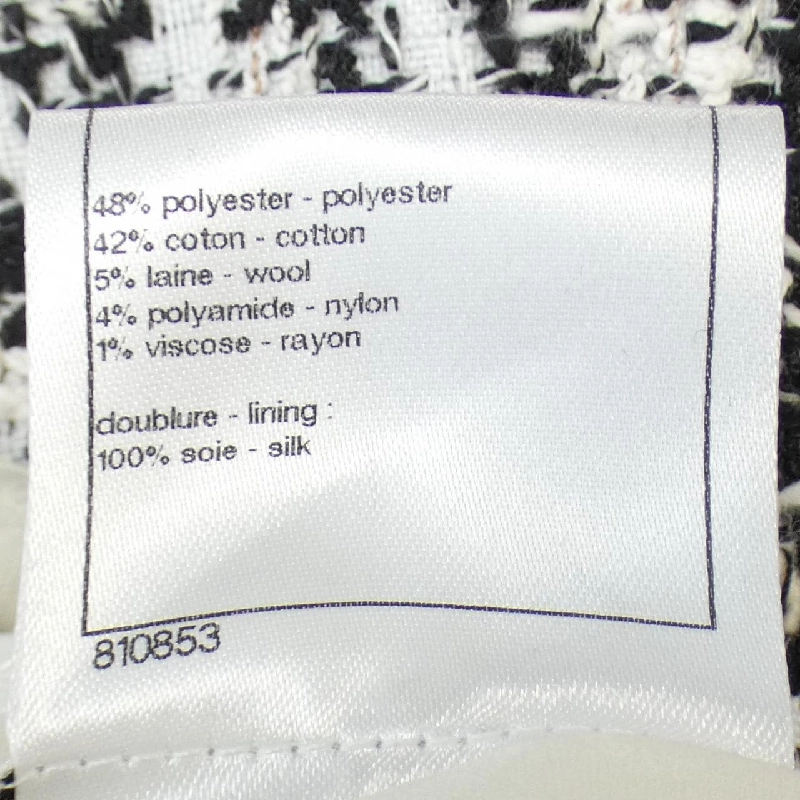 48% polyester - polyester
42% coton - cotton
5% laine - wool
4% polyamide - nylon
1% viscose - rayon
doublure - lining :
100% soie - silk
810853